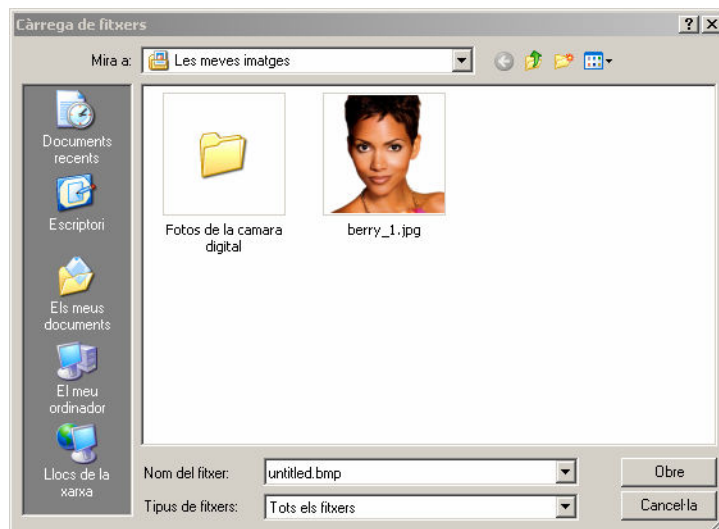 Càrrega de fitxers
Mira a:
Les meves imatges
Documents
recents
Escriptori
Els meus
documents
El meu
ordinador
Llocs de la
xarxa
Fotos de la camara
digital
berry_1.jpg
Nom del fitxer:
untitled.bmp
Obre
Tipus de fitxers:
Tots els fitxers
Cancel·la